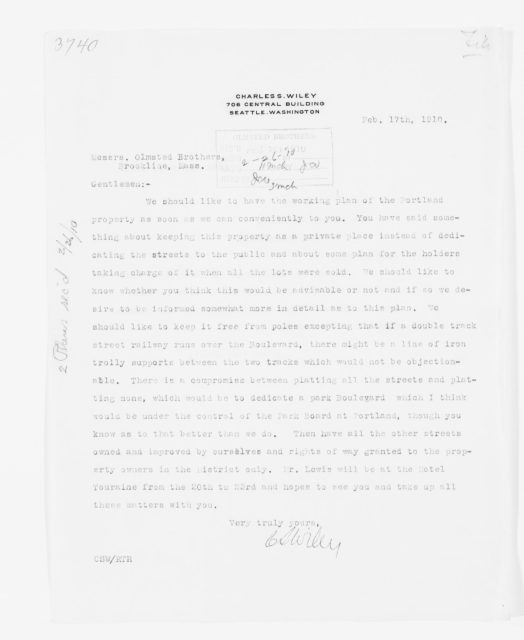 3740
CHARLES S. WILEY
706 CENTRAL BUILDING
SEATTLE, WASHINGTON
Feb. 17th, 1910.
OLMSTED BROTHERS
Messrs. Olmsted Brothers,
Brookline, Mass.
Gentlemen:-
We should like to have the working plan of the Portland
property as soon as we can conveniently to you. You have said some-
thing about keeping this property as a private place instead of dedi-
cating the streets to the public and about some plan for the holders
taking charge of it when all the lots were sold. We should like to
know whether you think this would be advisable or not and if so we de-
sire to be informed somewhat more in detail as to this plan. We
should like to keep it free from poles excepting that if a double track
street railway runs over the Boulevard, there might be a line of iron
trolly supports between the two tracks which would not be objection-
able. There is a compromise between platting all the streets and plat-
ting none, which would be to dedicate a park Boulevard which I think
would be under the control of the Park Board at Portland, though you
know as to that better than we do. Then have all the other streets
owned and improved by ourselves and rights of way granted to the prop-
erty owners in the District only. Mr. Lewis will be at the Hotel
Touraine from the 20th to 23rd and hopes to see you and take up all
these matters with you.
Very truly yours,
C S Wiley
CSW/RTR
2 Plans rec'd 2/26/10